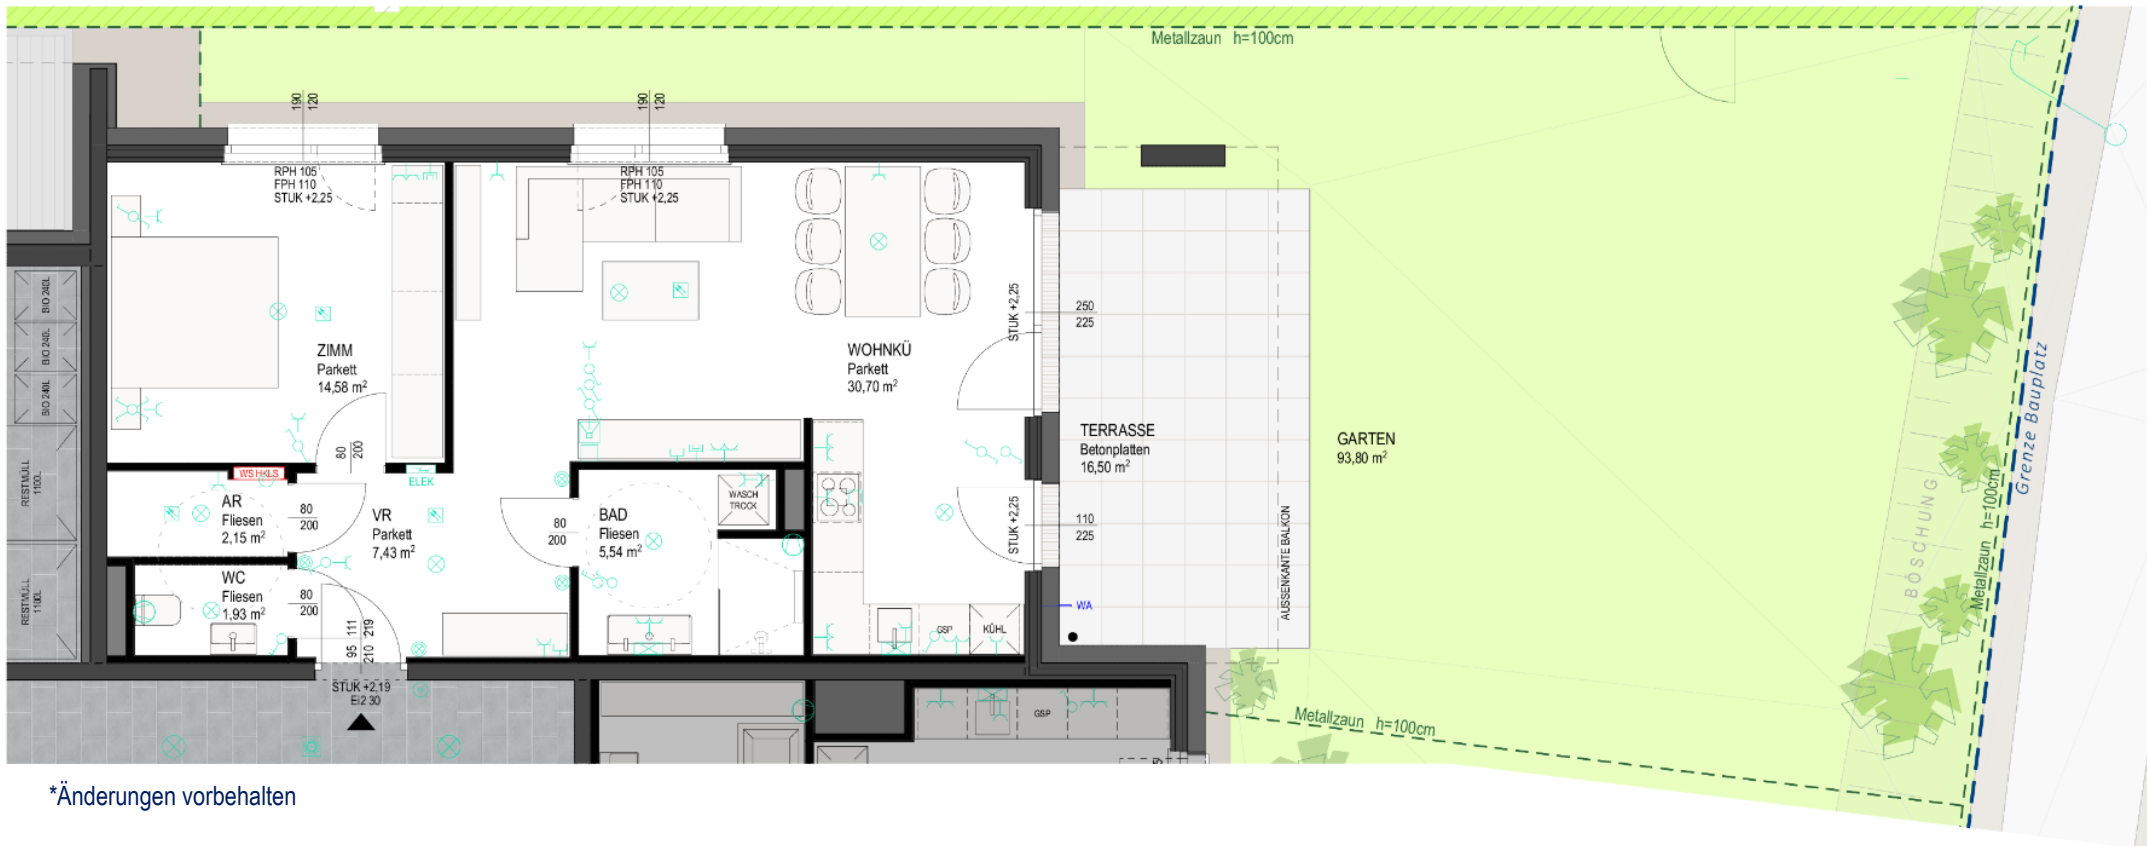 Metallzaun h=100cm
190
120
190
120
RPH 105
FPH 110
STUK +2,25
RPH 105
FPH 110
STUK +2,25
BIO 240L
BIO 240L
BIO 240L
RESTMÜLL
1100L
RESTMÜLL
1100L
ZIMM
Parkett
14,58 m²
WOHNKÜ
Parkett
30,70 m²
STUK +2,25
250
225
TERRASSE
Betonplatten
16,50 m²
GARTEN
93,80 m²
80
200
WS HKLS
ELEK
AR
Fliesen
2,15 m²
80
200
VR
Parkett
7,43 m²
80
200
BAD
Fliesen
5,54 m²
WASCH
TROCK
STUK +2,25
110
225
AUSSENKANTE BALKON
WC
Fliesen
1,93 m²
80
200
95
111
210
219
WA
GSP
KÜHL
STUK +2,19
EI2 30
GSP
Metallzaun h=100cm
BÖSCHUNG
Metallzaun h=100cm
Grenze Bauplatz
*Änderungen vorbehalten